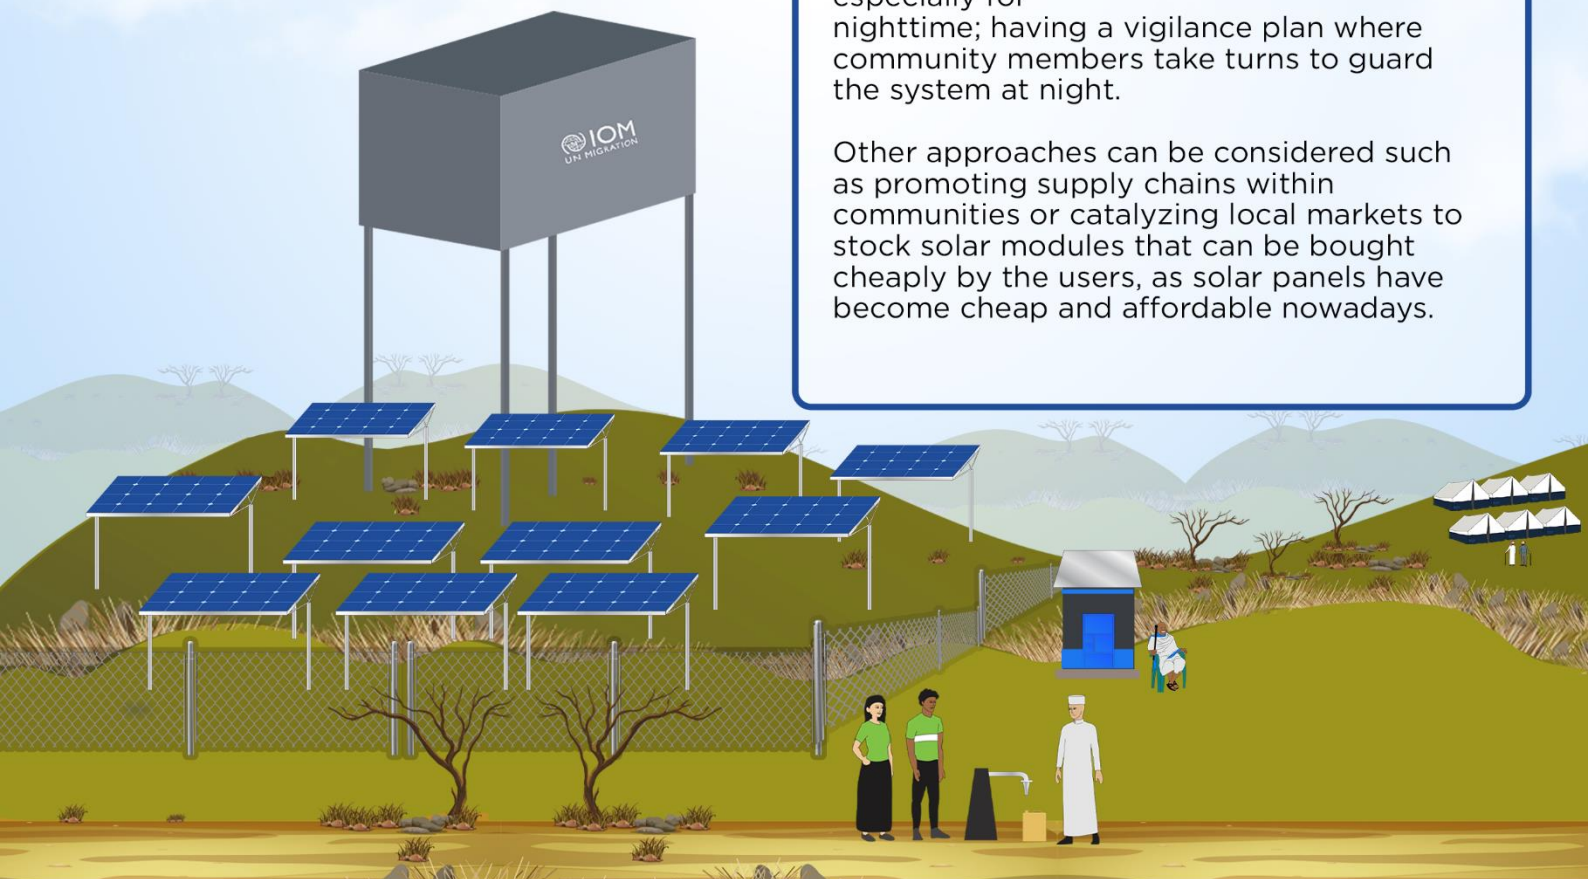 especially for
nighttime; having a vigilance plan where
community members take turns to guard
the system at night.
Other approaches can be considered such
as promoting supply chains within
communities or catalyzing local markets to
stock solar modules that can be bought
cheaply by the users, as solar panels have
become cheap and affordable nowadays.
IOM
UN MIGRATION